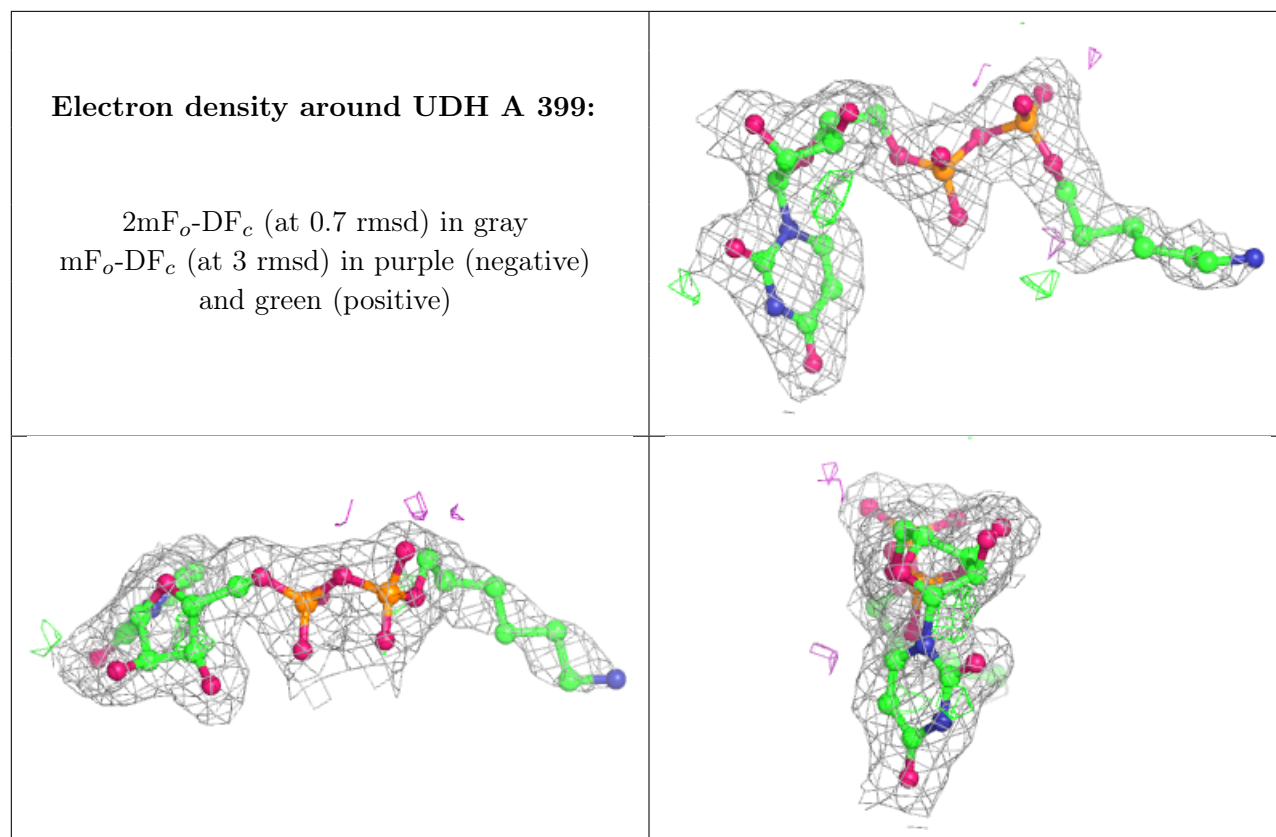 Electron density around UDH A 399:
2mFo-DFc (at 0.7 rmsd) in gray
mFo-DFc (at 3 rmsd) in purple (negative)
and green (positive)